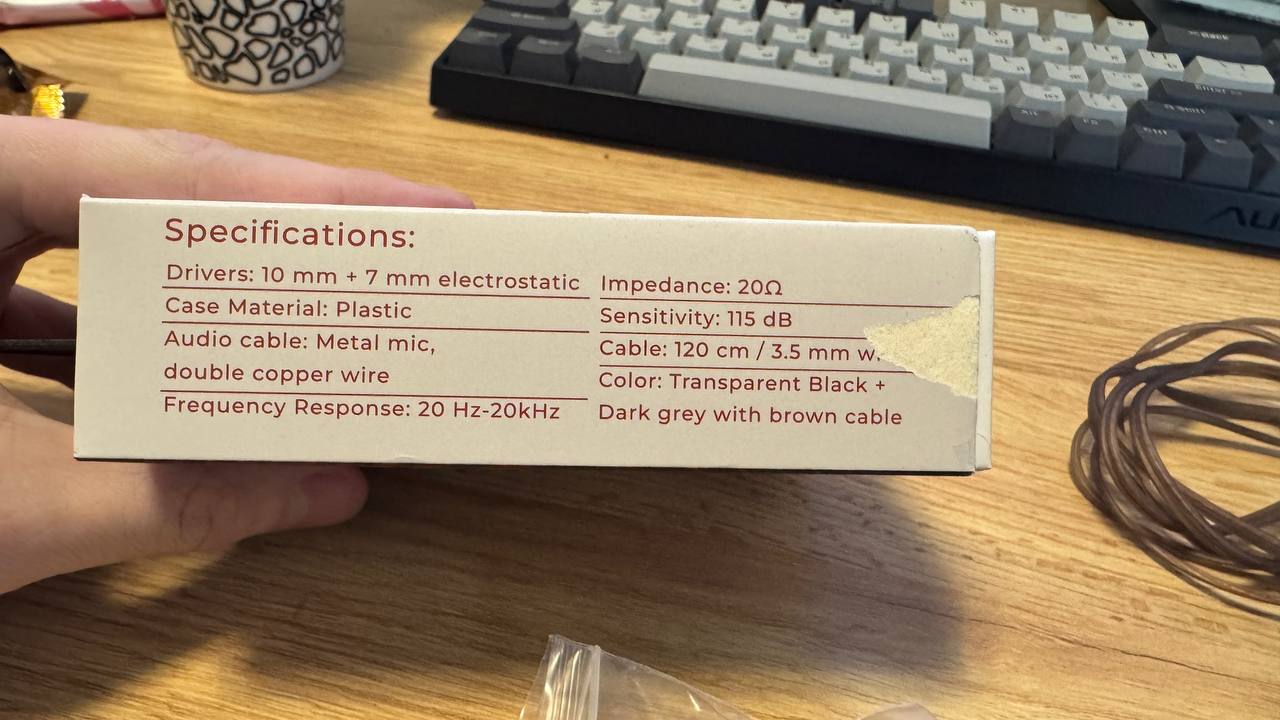 Specifications:
Drivers: 10 mm + 7 mm electrostatic
Case Material: Plastic
Audio cable: Metal mic,
double copper wire
Frequency Response: 20 Hz-20kHz
Impedance: 20Ω
Sensitivity: 115 dB
Cable: 120 cm / 3.5 mm
Color: Transparent Black +
Dark grey with brown cable